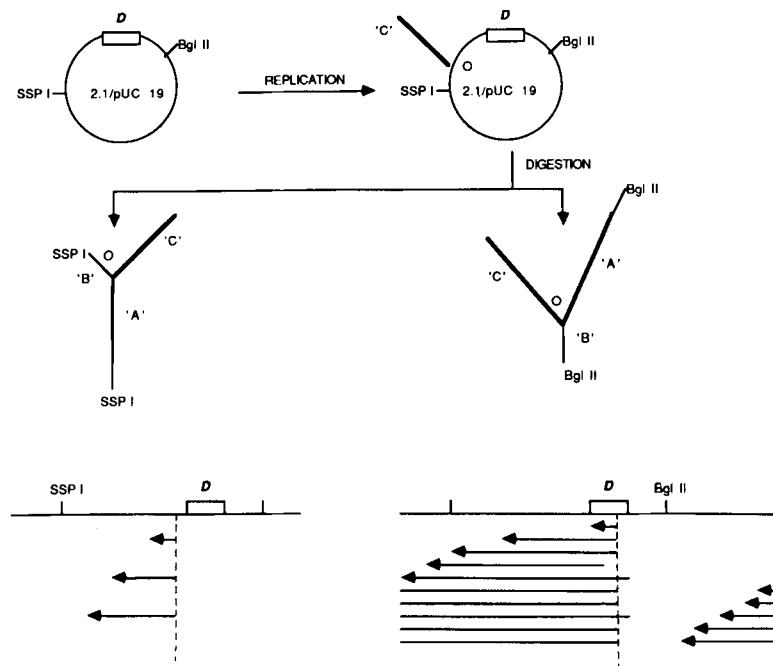 D
Bgl II
SSP I
2.1/pUC 19
REPLICATION
'C'
D
O
Bgl II
SSP I
2.1/pUC 19
DIGESTION
SSP I
O
'C'
'B'
'A'
SSP I
Bgl II
'C'
'A'
O
'B'
Bgl II
SSP I
D
D
Bgl II